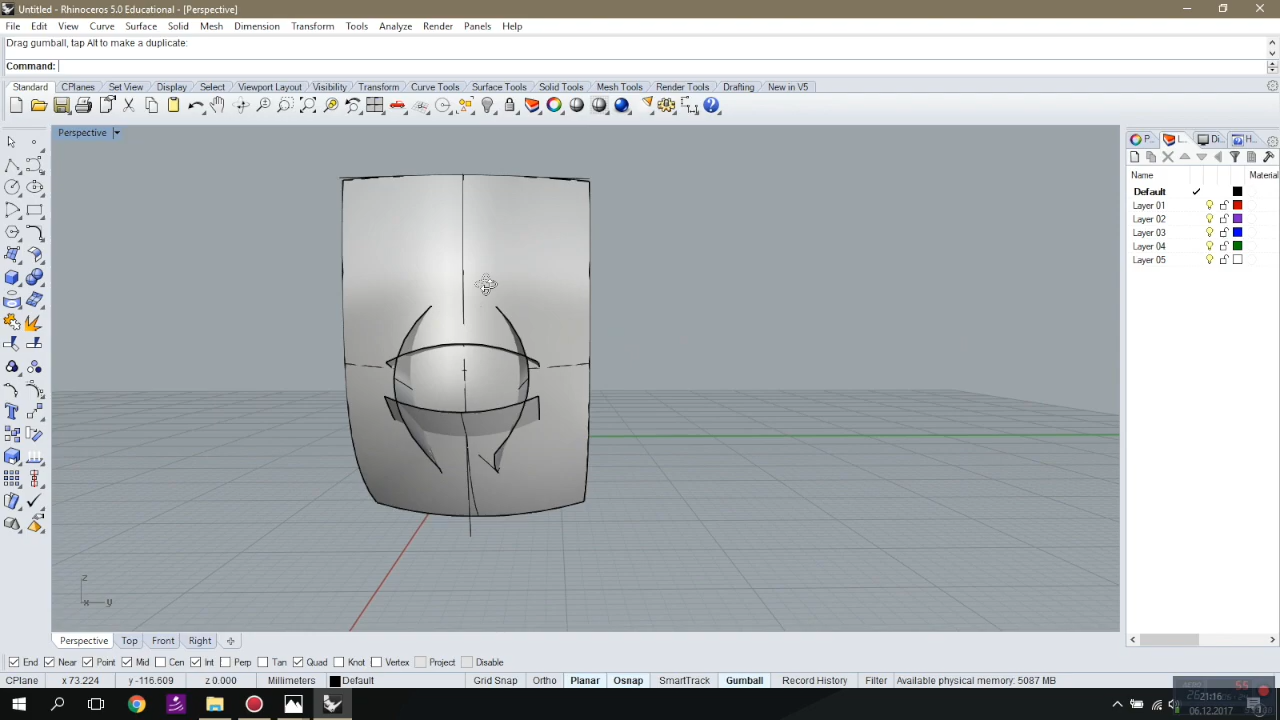 Untitled - Rhinoceros 5.0 Educational - [Perspective]
File Edit View Curve Surface Solid Mesh Dimension Transform Tools Analyze Render Panels Help
Drag gumball, tap Alt to make a duplicate:
Command:
Standard CPlanes Set View Display Select Viewport Layout Visibility Transform Curve Tools Surface Tools Solid Tools Mesh Tools Render Tools Drafting New in V5
Perspective
P... L... Di... H...
Name Material
Default
Layer 01
Layer 02
Layer 03
Layer 04
Layer 05
z
x y
Perspective Top Front Right
End Near Point Mid Cen Int Perp Tan Quad Knot Vertex Project Disable
CPlane x 73.224 y -116.609 z 0.000 Millimeters Default Grid Snap Ortho Planar Osnap SmartTrack Gumball Record History Filter Available physical memory: 5087 MB
55
21:16
06.12.2017